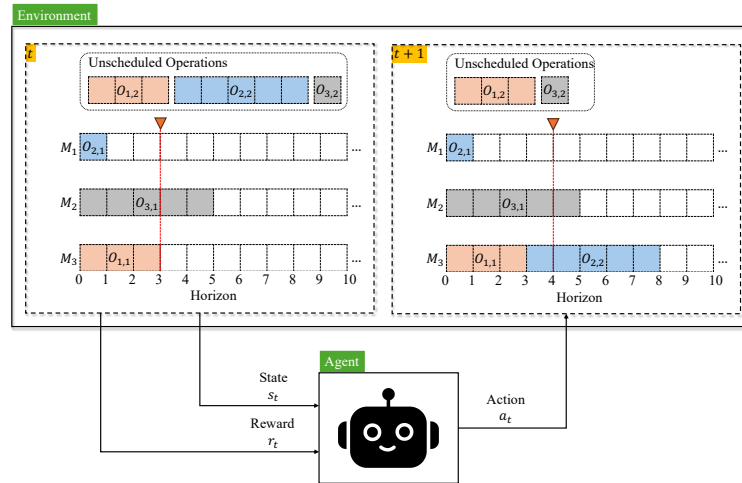 Environment
t
Unscheduled Operations
O1,2 O2,2 O3,2
M1 O2,1 ...
M2 O3,1 ...
M3 O1,1 ...
0 1 2 3 4 5 6 7 8 9 10
Horizon
t + 1
Unscheduled Operations
O1,2 O3,2
M1 O2,1 ...
M2 O3,1 ...
M3 O1,1 O2,2 ...
0 1 2 3 4 5 6 7 8 9 10
Horizon
Agent
State
st
Reward
rt
Action
at